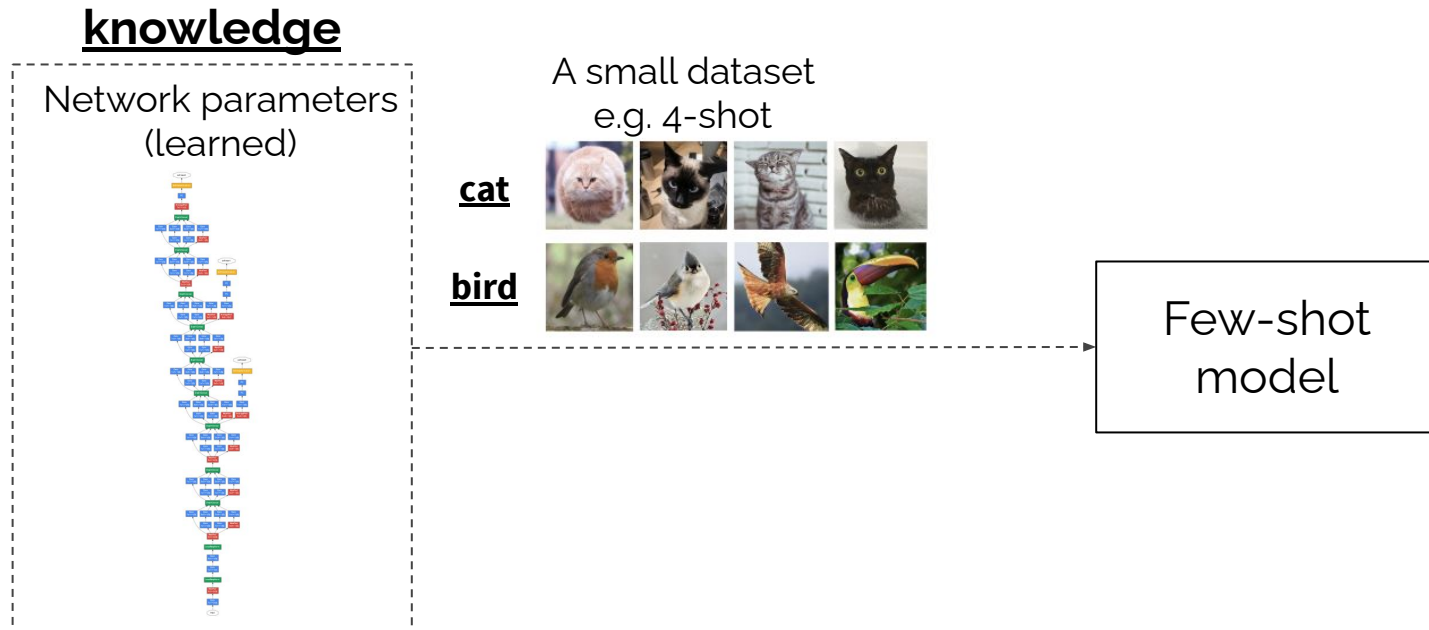 knowledge
Network parameters
(learned)
A small dataset
e.g. 4-shot
cat
bird
Few-shot
model